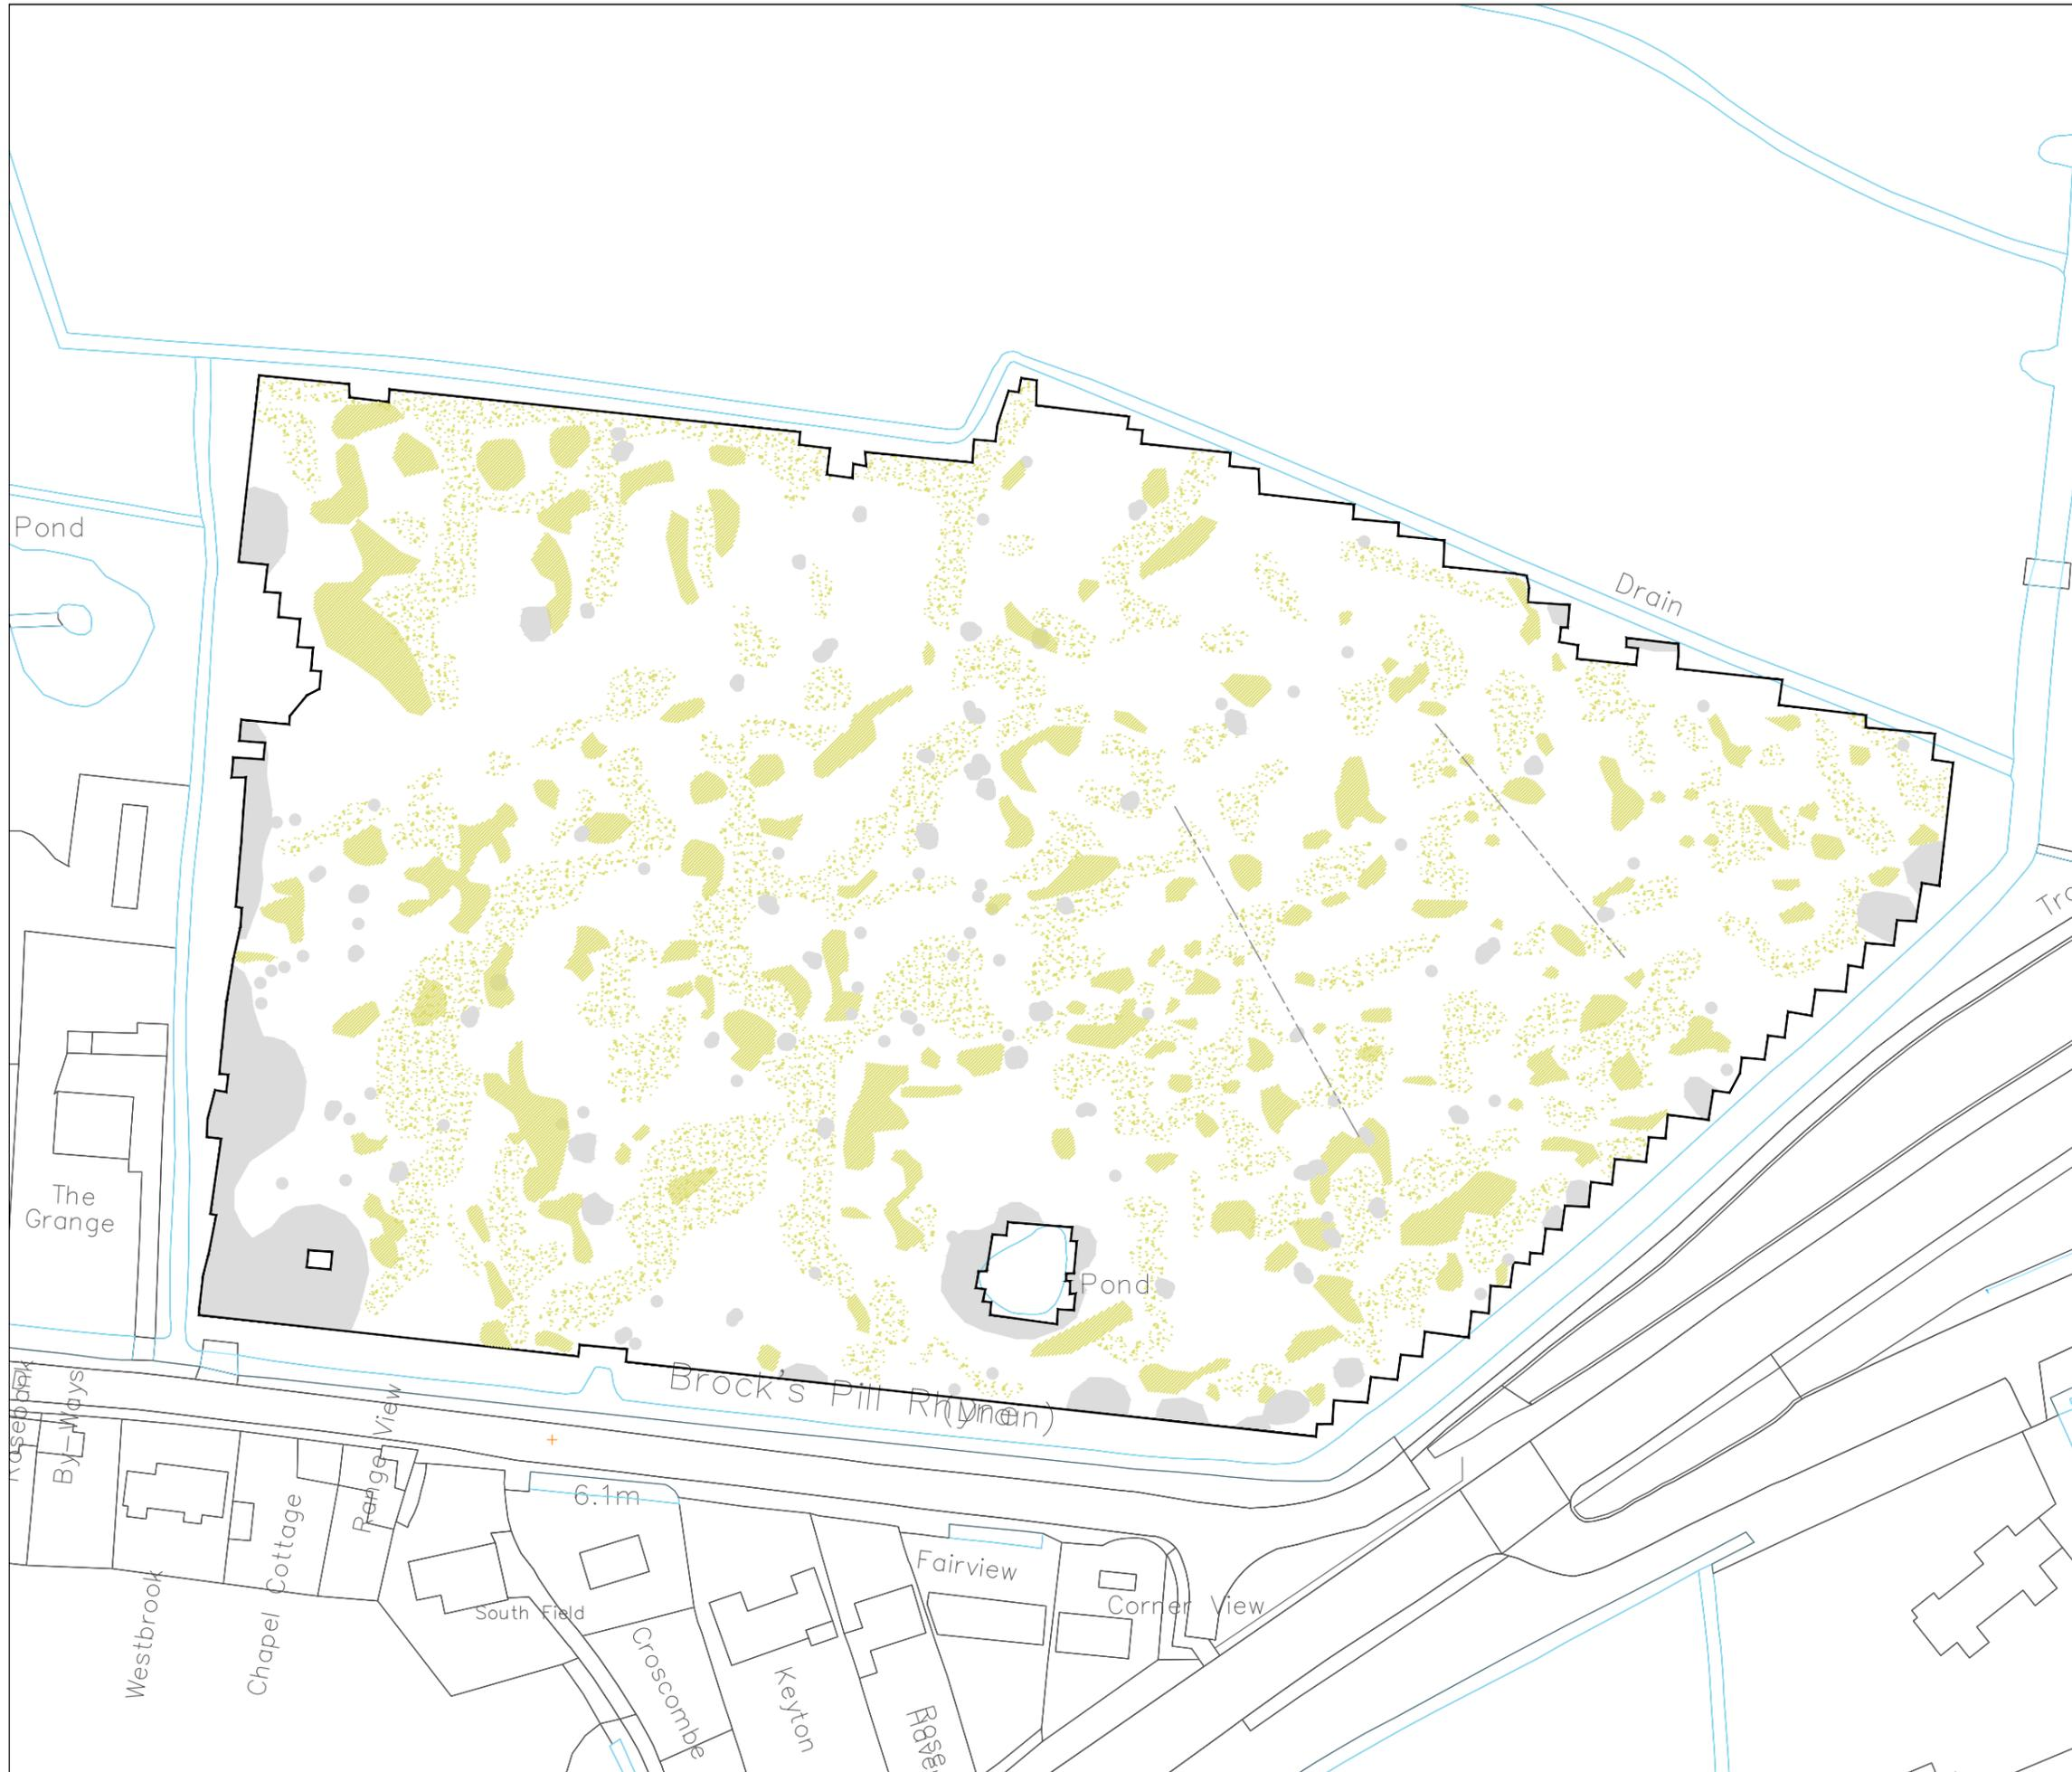 Pond
Drain
Pond
The
Grange
Brock's Pill Rhyne
(Drain)
By-Ways
Range View
6.1m
Westbrook
Chapel Cottage
South Field
Croscombe
Keyton
Rose
Fairview
Corner View